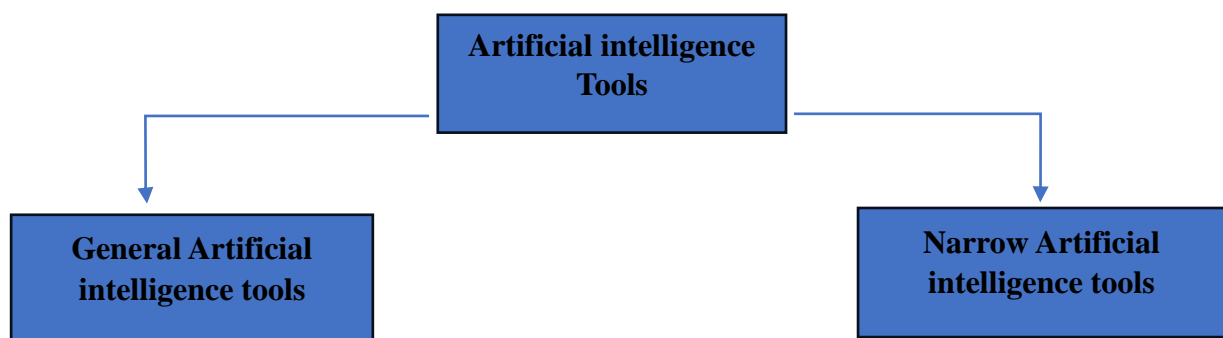 Artificial intelligence
Tools
General Artificial
intelligence tools
Narrow Artificial
intelligence tools